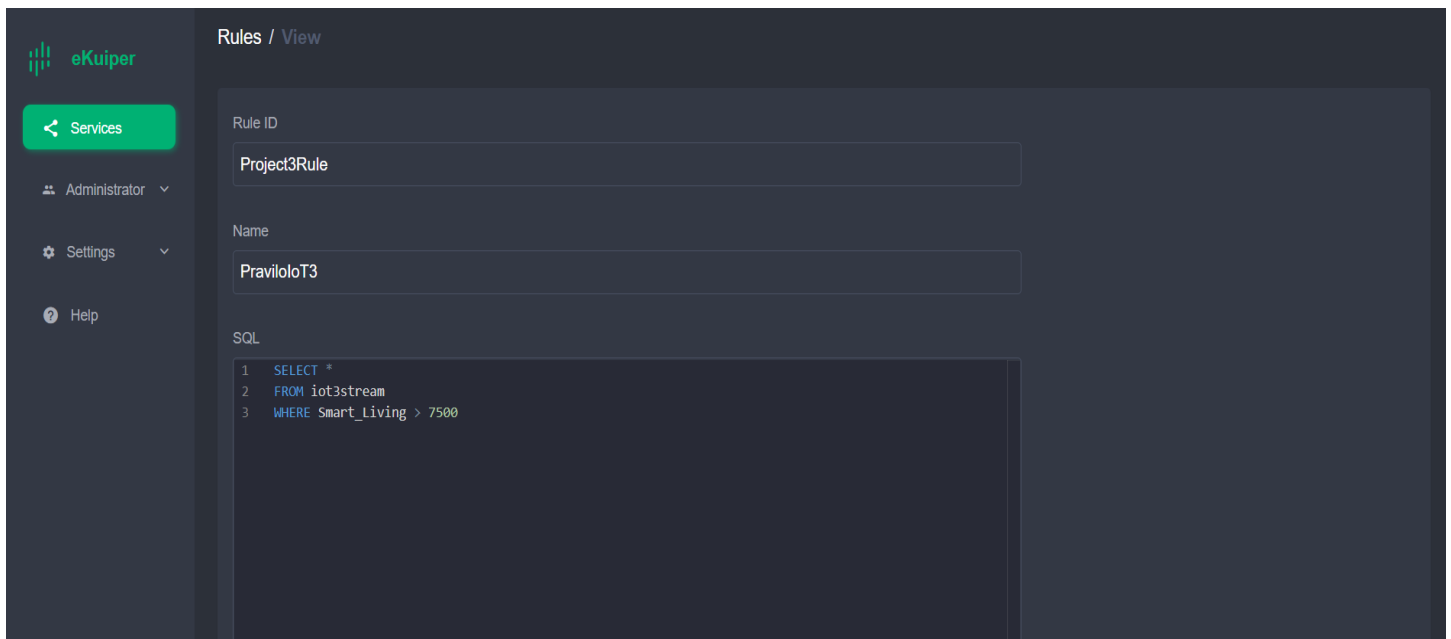 eKuiper
Services
Administrator
Settings
Help
Rules / View
Rule ID
Project3Rule
Name
PraviloIoT3
SQL
1 SELECT *
2 FROM iot3stream
3 WHERE Smart_Living > 7500